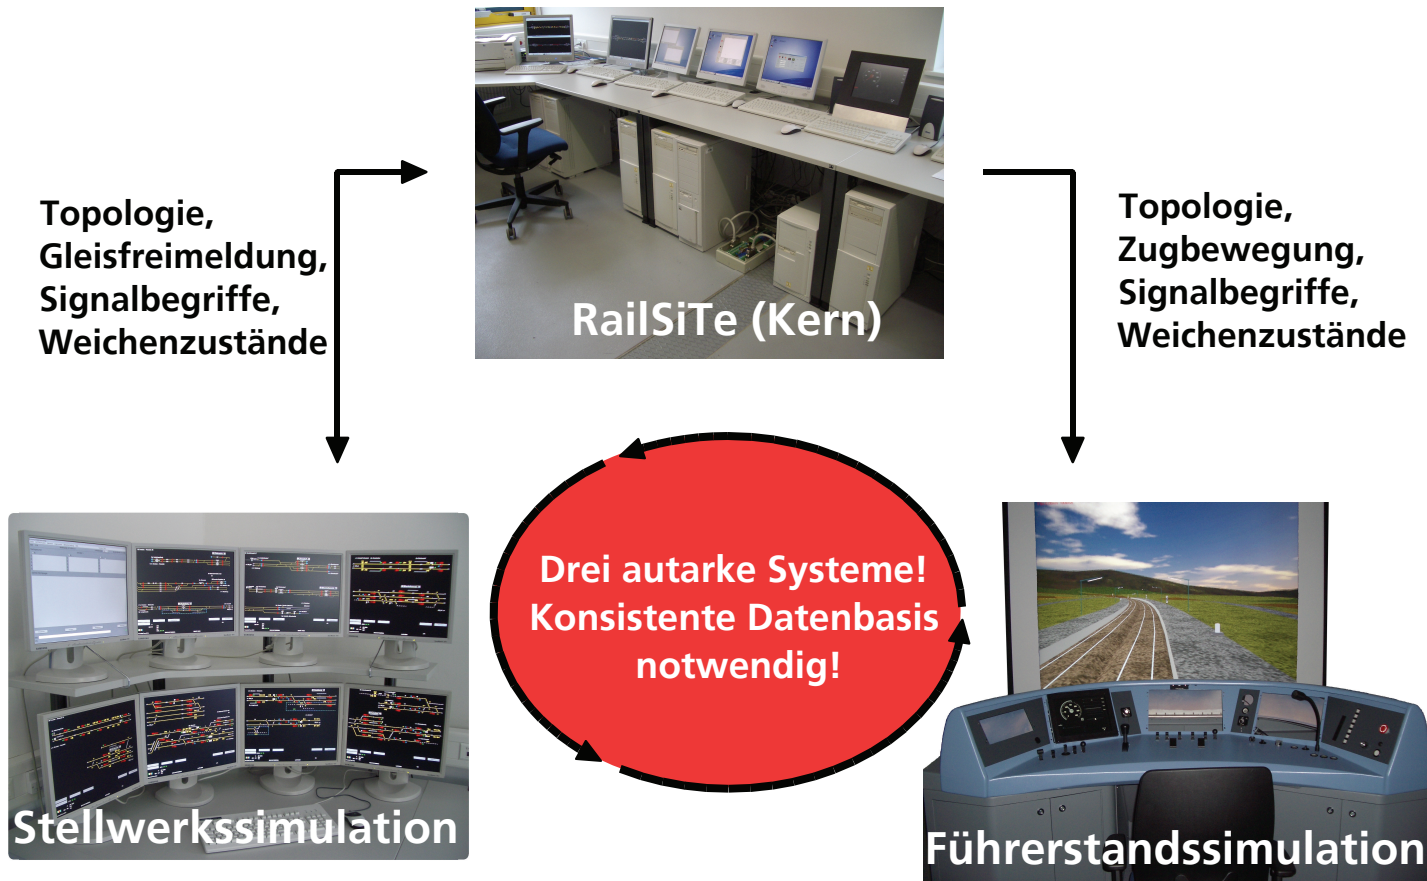 RailSiTe (Kern)
Topologie,
Gleisfreimeldung,
Signalbegriffe,
Weichenzustände
Topologie,
Zugbewegung,
Signalbegriffe,
Weichenzustände
Drei autarke Systeme!
Konsistente Datenbasis
notwendig!
Stellwerkssimulation
Führerstandssimulation